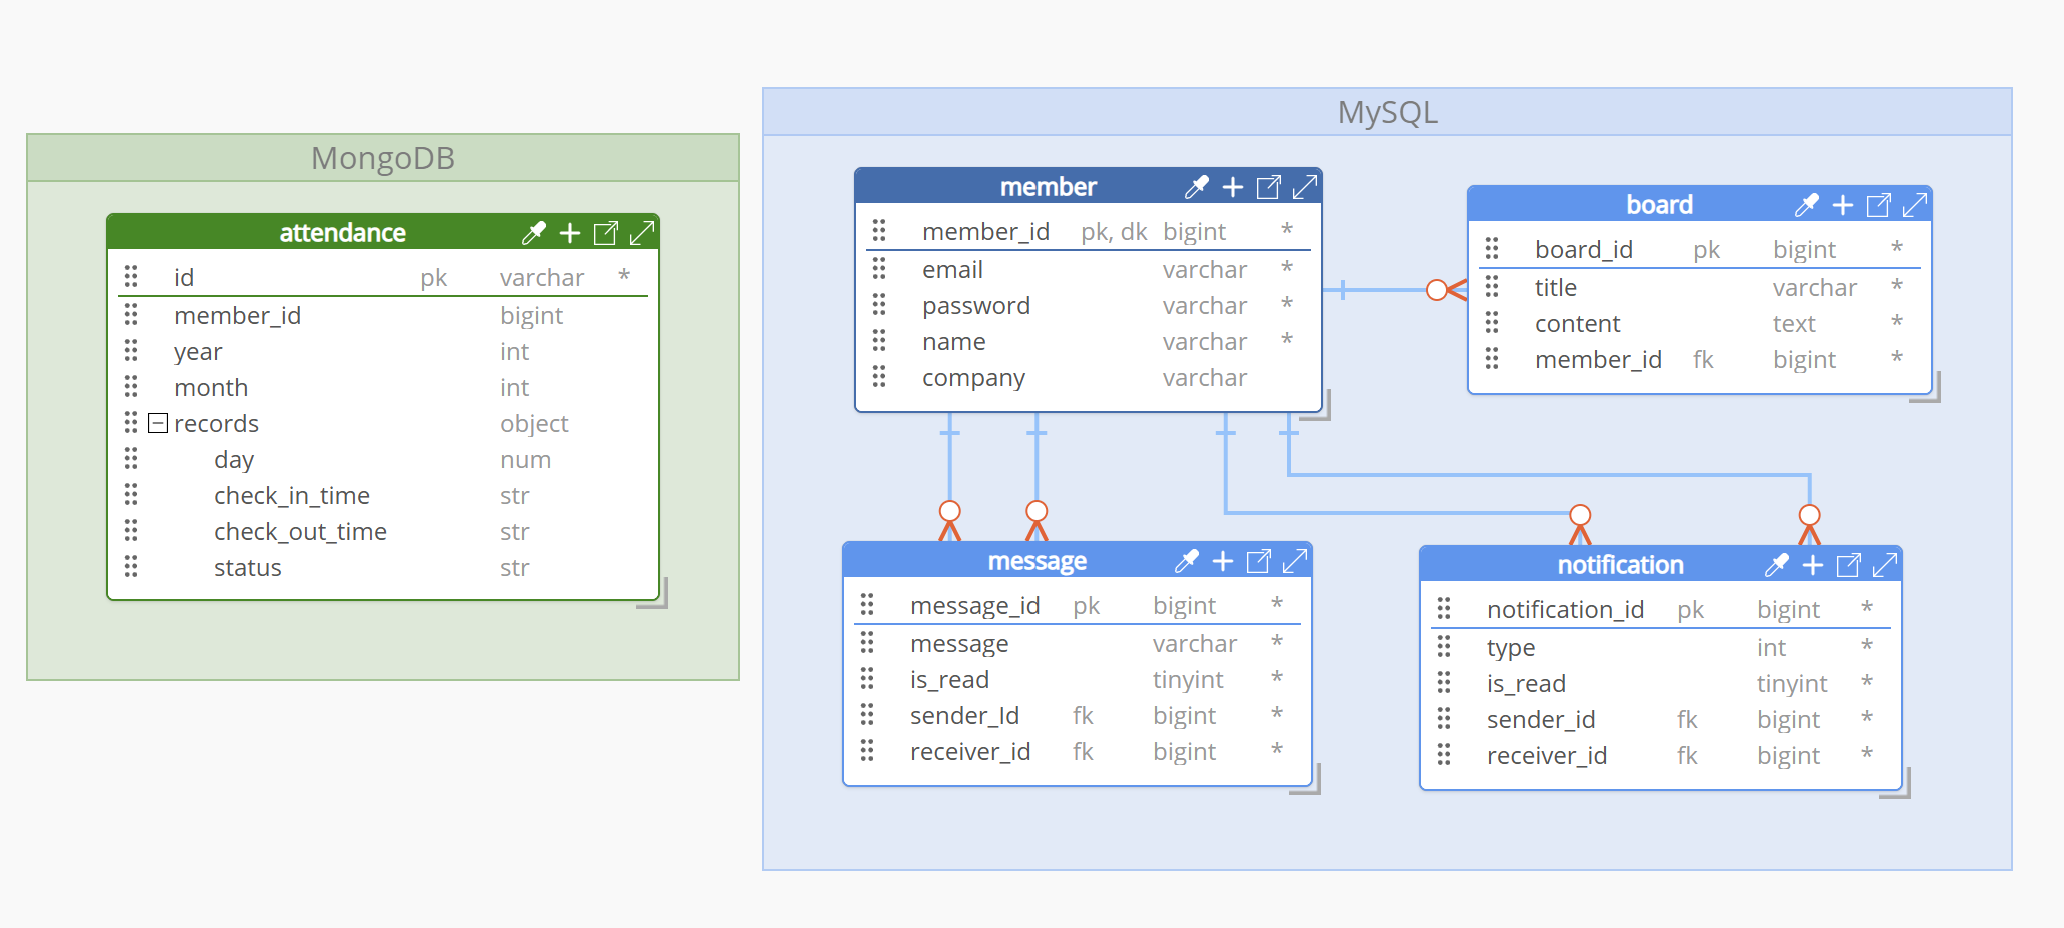 MongoDB
attendance
id pk varchar *
member_id bigint
year int
month int
records object
day num
check_in_time str
check_out_time str
status str
MySQL
member
member_id pk, dk bigint *
email varchar *
password varchar *
name varchar *
company varchar
board
board_id pk bigint *
title varchar *
content text *
member_id fk bigint *
message
message_id pk bigint *
message varchar *
is_read tinyint *
sender_Id fk bigint *
receiver_id fk bigint *
notification
notification_id pk bigint *
type int *
is_read tinyint *
sender_id fk bigint *
receiver_id fk bigint *